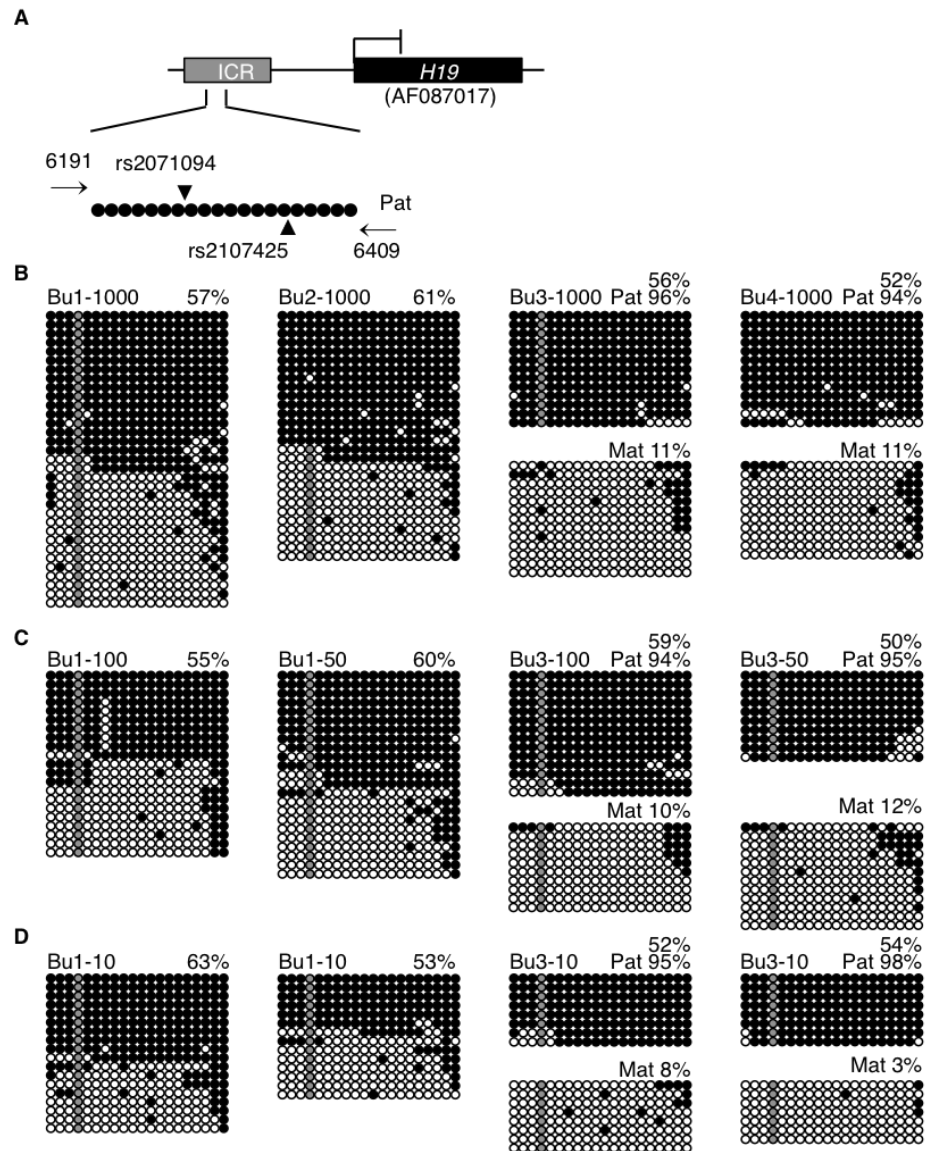 A
ICR
H19
(AF087017)
6191
rs2071094
Pat
rs2107425
6409
B
Bu1-1000 57%
Bu2-1000 61%
56%
Bu3-1000 Pat 96%
52%
Bu4-1000 Pat 94%
Mat 11%
Mat 11%
C
Bu1-100 55%
Bu1-50 60%
59%
Bu3-100 Pat 94%
50%
Bu3-50 Pat 95%
Mat 10%
Mat 12%
D
Bu1-10 63%
Bu1-10 53%
52%
Bu3-10 Pat 95%
54%
Bu3-10 Pat 98%
Mat 8%
Mat 3%